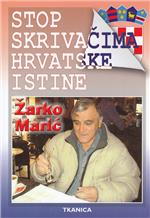 STOP
SKRIVAČIMA
HRVATSKE
ISTINE
Žarko
Marić
TKANICA